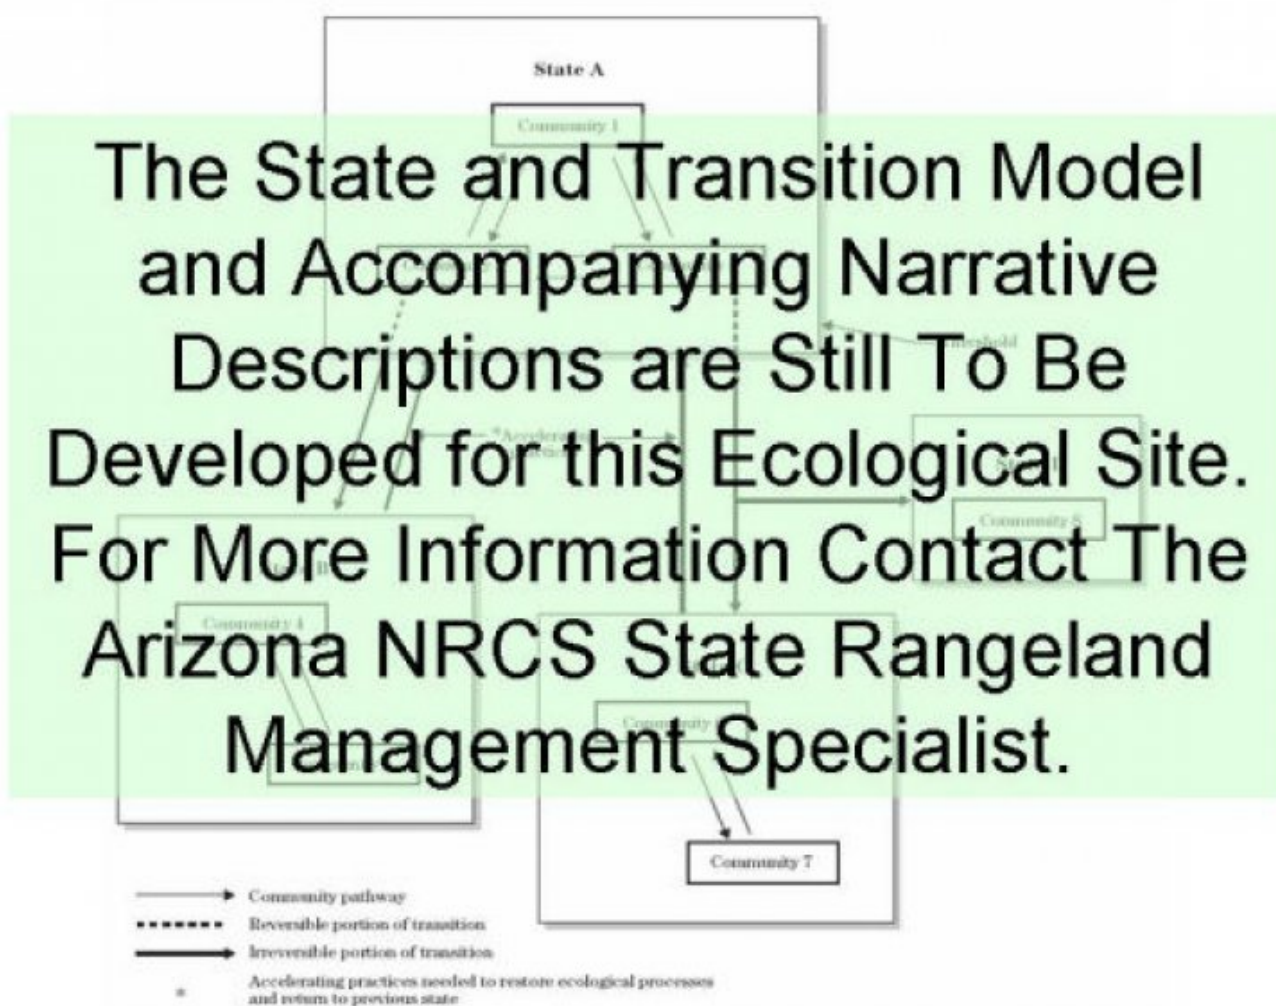 State A
Community 1
The State and Transition Model
and Accompanying Narrative
Descriptions are Still To Be
Developed for this Ecological Site.
For More Information Contact The
Arizona NRCS State Rangeland
Management Specialist.
Community 4
Community 7
Community pathway
Reversible portion of transition
Irreversible portion of transition
* Accelerating practices needed to restore ecological processes
and return to previous state